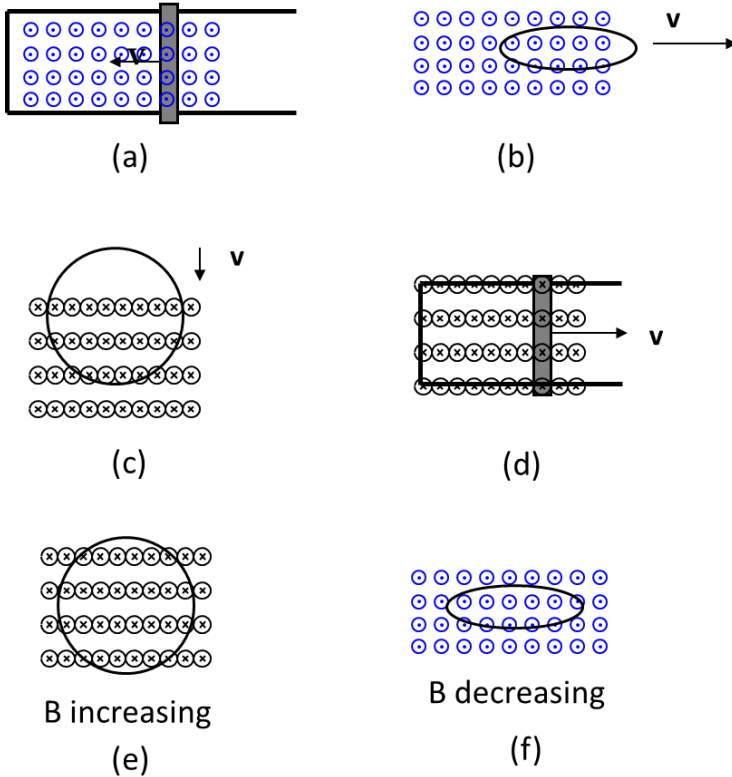 v
v
(a)
(b)
v
v
(c)
(d)
B increasing
B decreasing
(e)
(f)